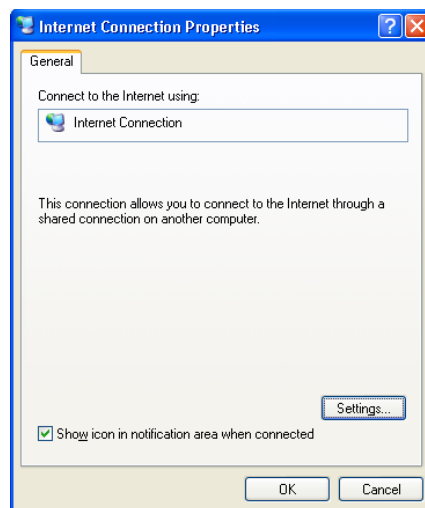 Internet Connection Properties
General
Connect to the Internet using:
Internet Connection
This connection allows you to connect to the Internet through a
shared connection on another computer.
Settings...
Show icon in notification area when connected
OK
Cancel